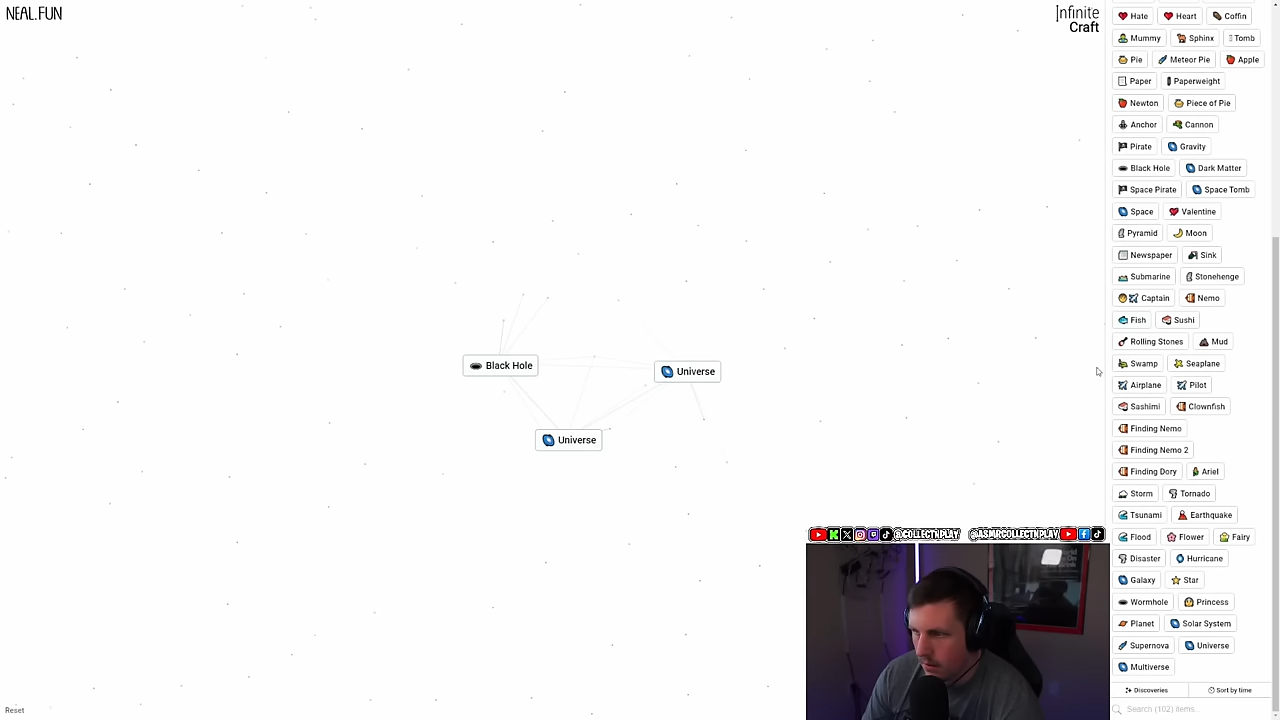 NEAL.FUN
Infinite
Craft
Hate Heart Coffin
Mummy Sphinx Tomb
Pie Meteor Pie Apple
Paper Paperweight
Newton Piece of Pie
Anchor Cannon
Pirate Gravity
Black Hole Dark Matter
Space Pirate Space Tomb
Space Valentine
Pyramid Moon
Newspaper Sink
Submarine Stonehenge
Captain Nemo
Fish Sushi
Rolling Stones Mud
Swamp Seaplane
Airplane Pilot
Sashimi Clownfish
Finding Nemo
Finding Nemo 2
Finding Dory Ariel
Storm Tornado
Tsunami Earthquake
Flood Flower Fairy
Disaster Hurricane
Galaxy Star
Wormhole Princess
Planet Solar System
Supernova Universe
Multiverse
Discoveries Sort by time
Search (102) items...
Black Hole
Universe
Universe
@COLLECTNPLAY
Reset